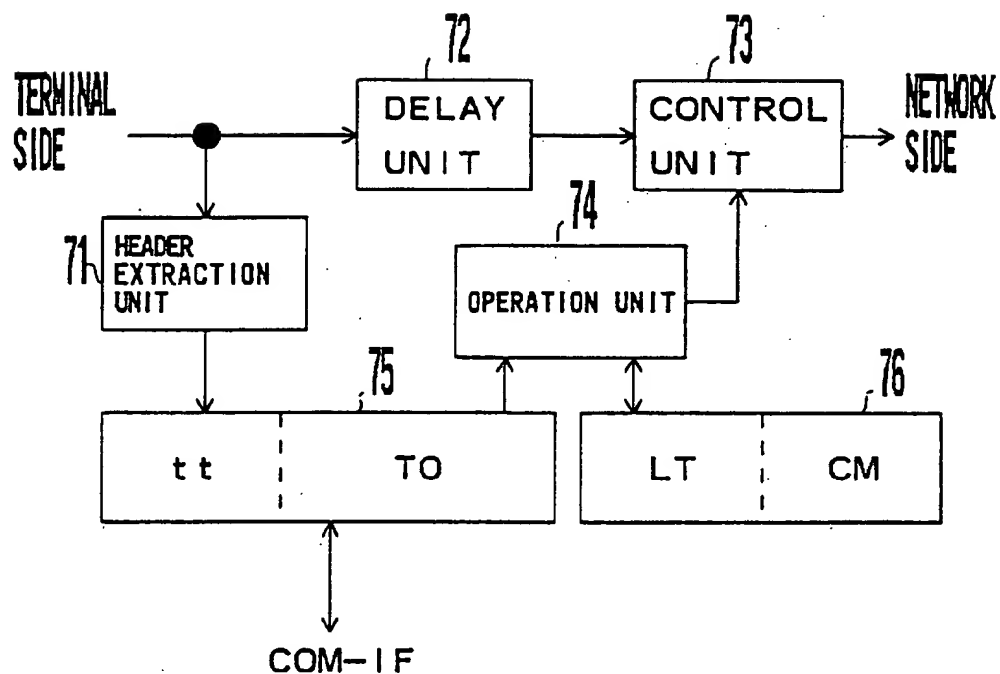 72
73
TERMINAL
SIDE
DELAY
UNIT
CONTROL
UNIT
NETWORK
SIDE
74
71
HEADER
EXTRACTION
UNIT
OPERATION UNIT
75
76
tt
TO
LT
CM
COM-IF